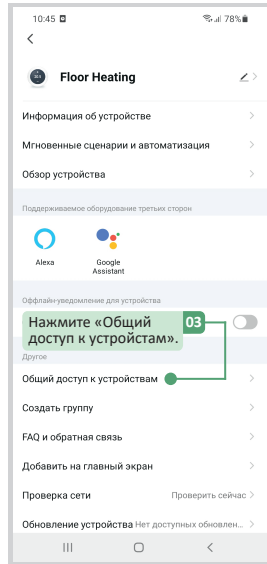 10:45 78%
Floor Heating
Информация об устройстве
Мгновенные сценарии и автоматизация
Обзор устройства
Поддерживаемое оборудование третьих сторон
Alexa
Google
Assistant
Оффлайн-уведомление для устройства
Нажмите «Общий
доступ к устройстам».
03
Другое
Общий доступ к устройствам
Создать группу
FAQ и обратная связь
Добавить на главный экран
Проверка сети Проверить сейчас
Обновление устройства Нет доступных обновлен...